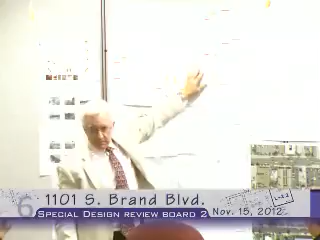 6
1101 S. Brand Blvd.
Special Design review board 2
Nov. 15, 2012